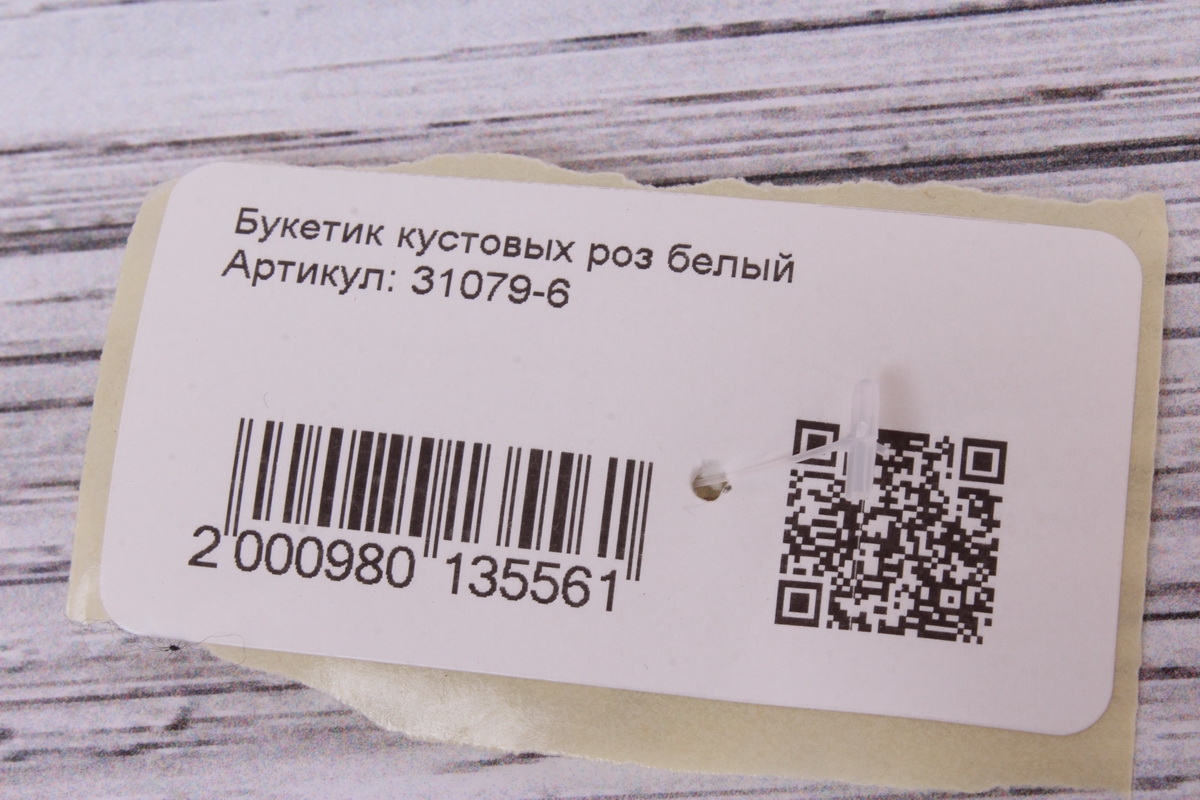 Букетик кустовых роз белый
Артикул: 31079-6
2 000980 135561